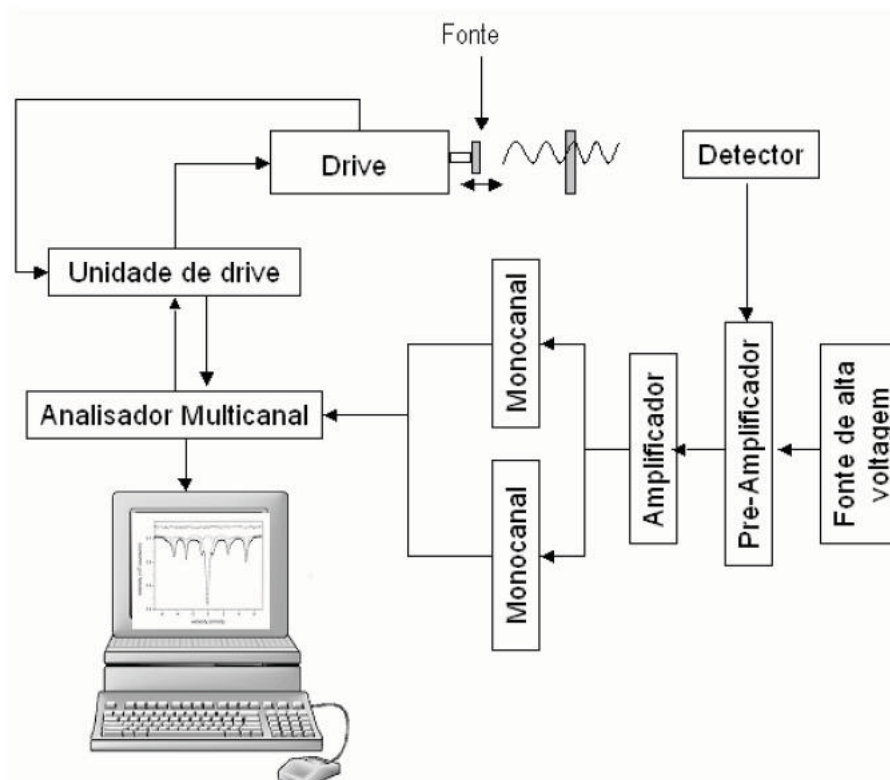 Fonte
Drive
Detector
Unidade de drive
Monocanal
Analisador Multicanal
Amplificador
Pre-Amplificador
Fonte de alta
voltagem
Monocanal